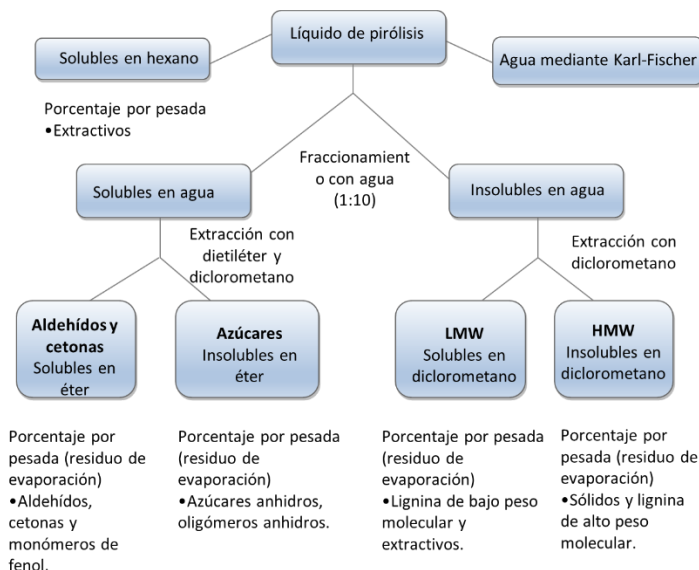 Líquido de pirólisis
Solubles en hexano
Agua mediante Karl-Fischer
Porcentaje por pesada
•Extractivos
Fraccionamient
o con agua
(1:10)
Solubles en agua
Insolubles en agua
Extracción con
dietiléter y
diclorometano
Extracción con
diclorometano
Aldehídos y
cetonas
Solubles en
éter
Azúcares
Insolubles en
éter
LMW
Solubles en
diclorometano
HMW
Insolubles en
diclorometano
Porcentaje por
pesada (residuo de
evaporación)
•Aldehídos,
cetonas y
monómeros de
fenol.
Porcentaje por pesada
(residuo de
evaporación)
•Azúcares anhidros,
oligómeros anhidros.
Porcentaje por pesada
(residuo de
evaporación)
•Lignina de bajo peso
molecular y
extractivos.
Porcentaje por
pesada (residuo de
evaporación)
•Sólidos y lignina
de alto peso
molecular.